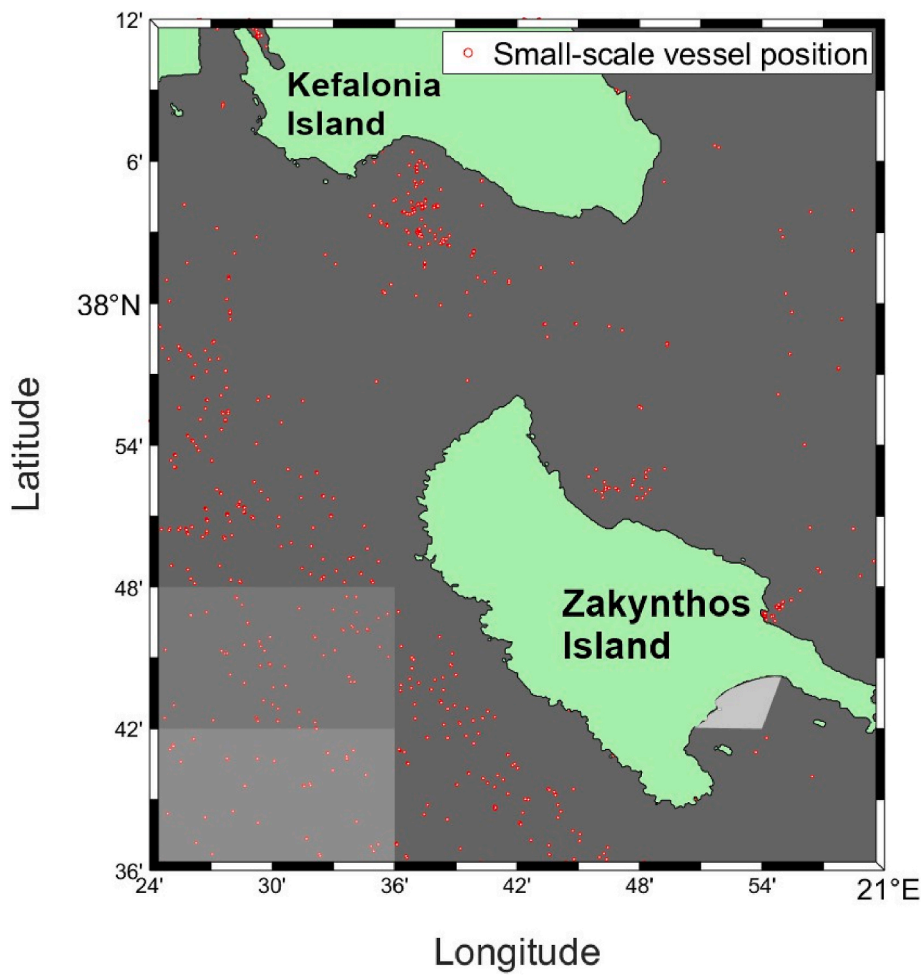 12'
Small-scale vessel position
Kefalonia
Island
6'
38°N
54'
48'
Zakynthos
Island
42'
36'
24'
30'
36'
42'
48'
54'
21°E
Latitude
Longitude